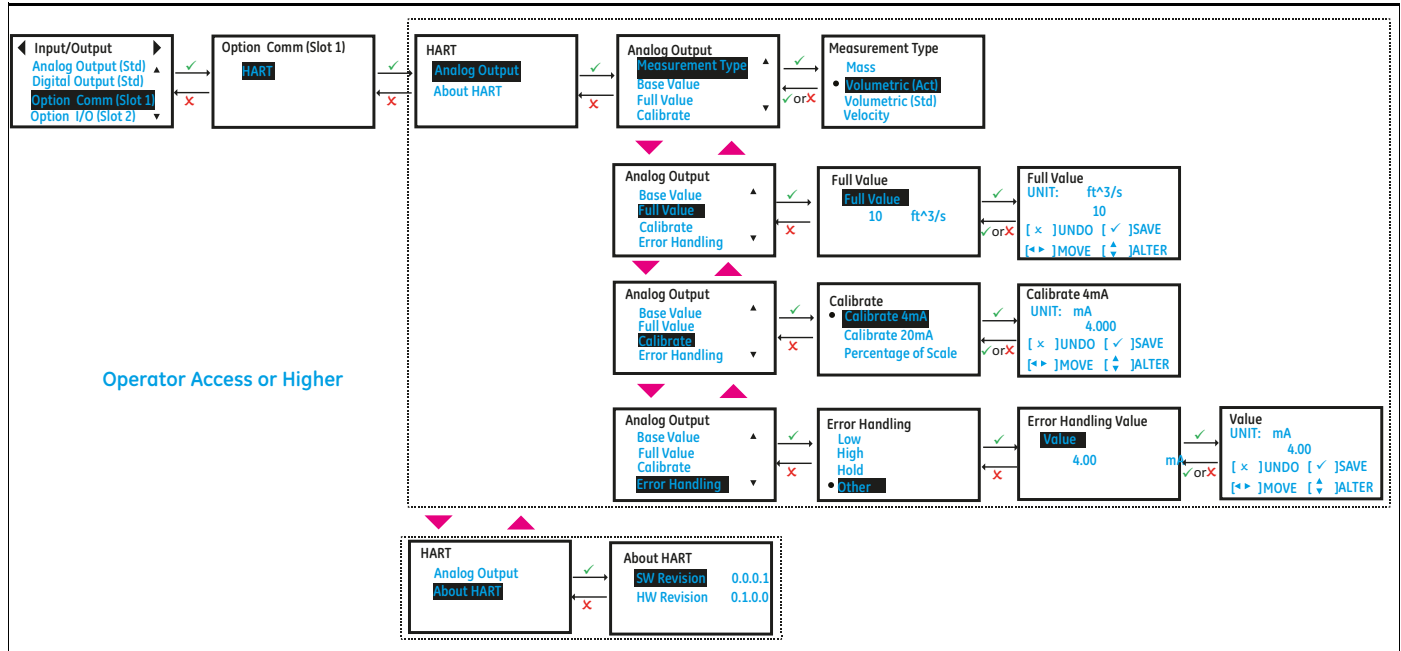 Input/Output
Analog Output (Std)
Digital Output (Std)
Option Comm (Slot 1)
Option I/O (Slot 2)
Option Comm (Slot 1)
HART
HART
Analog Output
About HART
Analog Output
Measurement Type
Base Value
Full Value
Calibrate
Measurement Type
Mass
Volumetric (Act)
Volumetric (Std)
Velocity
✓
x
✓
x
✓
x
✓
✓orx
Analog Output
Base Value
Full Value
Calibrate
Error Handling
Full Value
Full Value
10 ft^3/s
Full Value
UNIT: ft^3/s
10
[ x ]UNDO [ ✓ ]SAVE
[◄►]MOVE [▲▼]ALTER
✓
x
✓
✓orx
Analog Output
Base Value
Full Value
Calibrate
Error Handling
Calibrate
Calibrate 4mA
Calibrate 20mA
Percentage of Scale
Calibrate 4mA
UNIT: mA
4.000
[ x ]UNDO [ ✓ ]SAVE
[◄►]MOVE [▲▼]ALTER
✓
x
✓
✓orx
Operator Access or Higher
Analog Output
Base Value
Full Value
Calibrate
Error Handling
Error Handling
Low
High
Hold
Other
Error Handling Value
Value
4.00 mA
Value
UNIT: mA
4.00
[ x ]UNDO [ ✓ ]SAVE
[◄►]MOVE [▲▼]ALTER
✓
x
✓
x
✓
✓orx
HART
Analog Output
About HART
About HART
SW Revision 0.0.0.1
HW Revision 0.1.0.0
✓
x